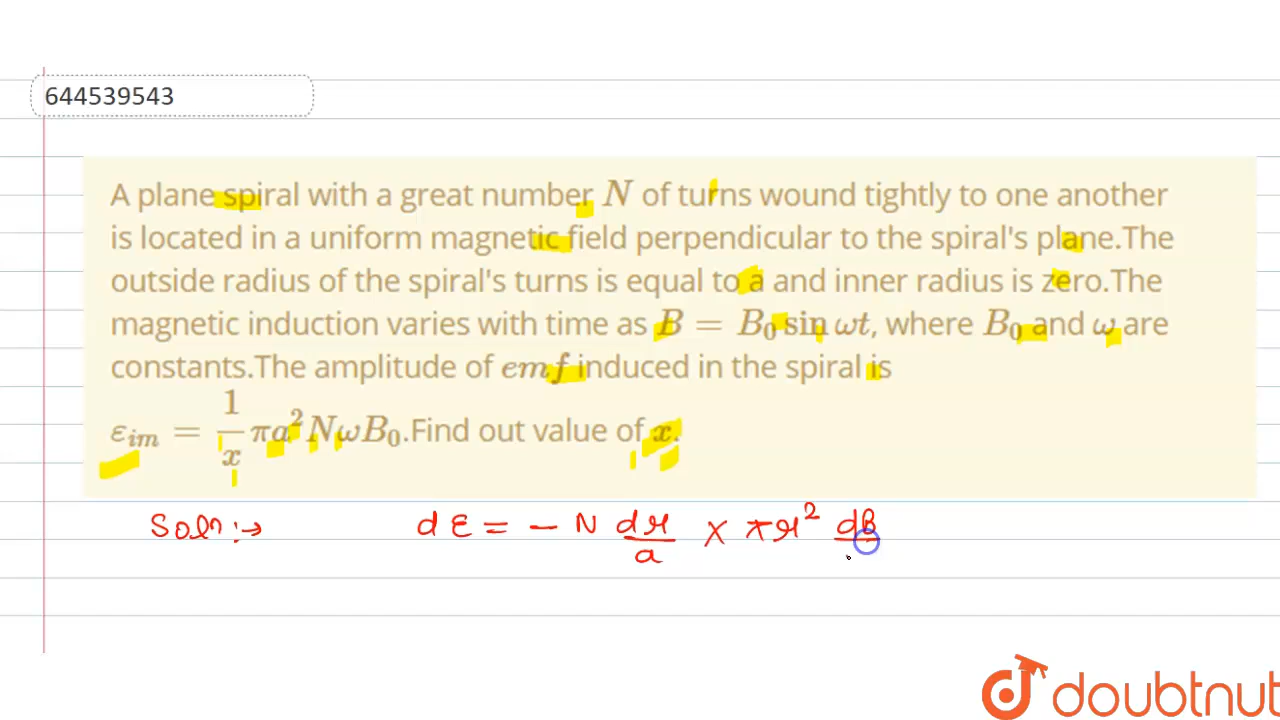 644539543
A plane spiral with a great number N of turns wound tightly to one another
is located in a uniform magnetic field perpendicular to the spiral's plane.The
outside radius of the spiral's turns is equal to a and inner radius is zero.The
magnetic induction varies with time as B = B₀ sin ωt, where B₀ and ω are
constants.The amplitude of emf induced in the spiral is
ε_im = 1/x πa²NωB₀.Find out value of x.
Soln :→ dε = − N dr/a × πr² dB
doubtnut